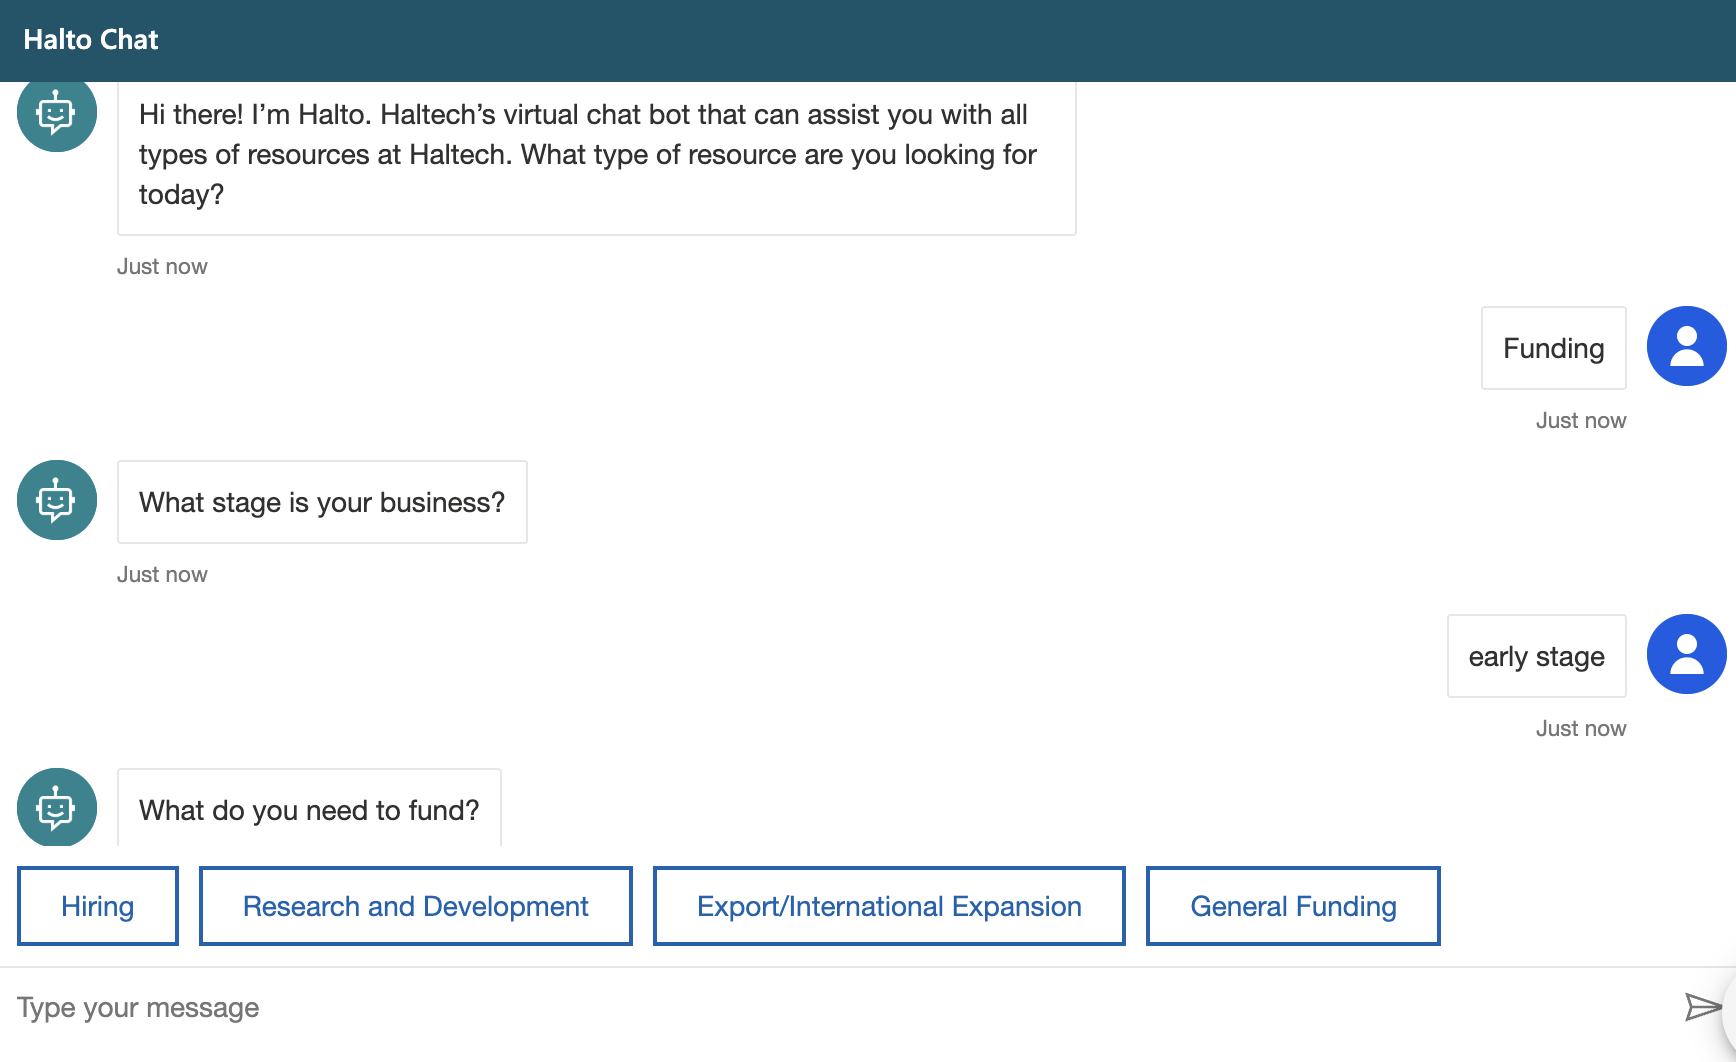 Halto Chat
Hi there! I’m Halto. Haltech’s virtual chat bot that can assist you with all
types of resources at Haltech. What type of resource are you looking for
today?
Just now
Funding
Just now
What stage is your business?
Just now
early stage
Just now
What do you need to fund?
Hiring
Research and Development
Export/International Expansion
General Funding
Type your message